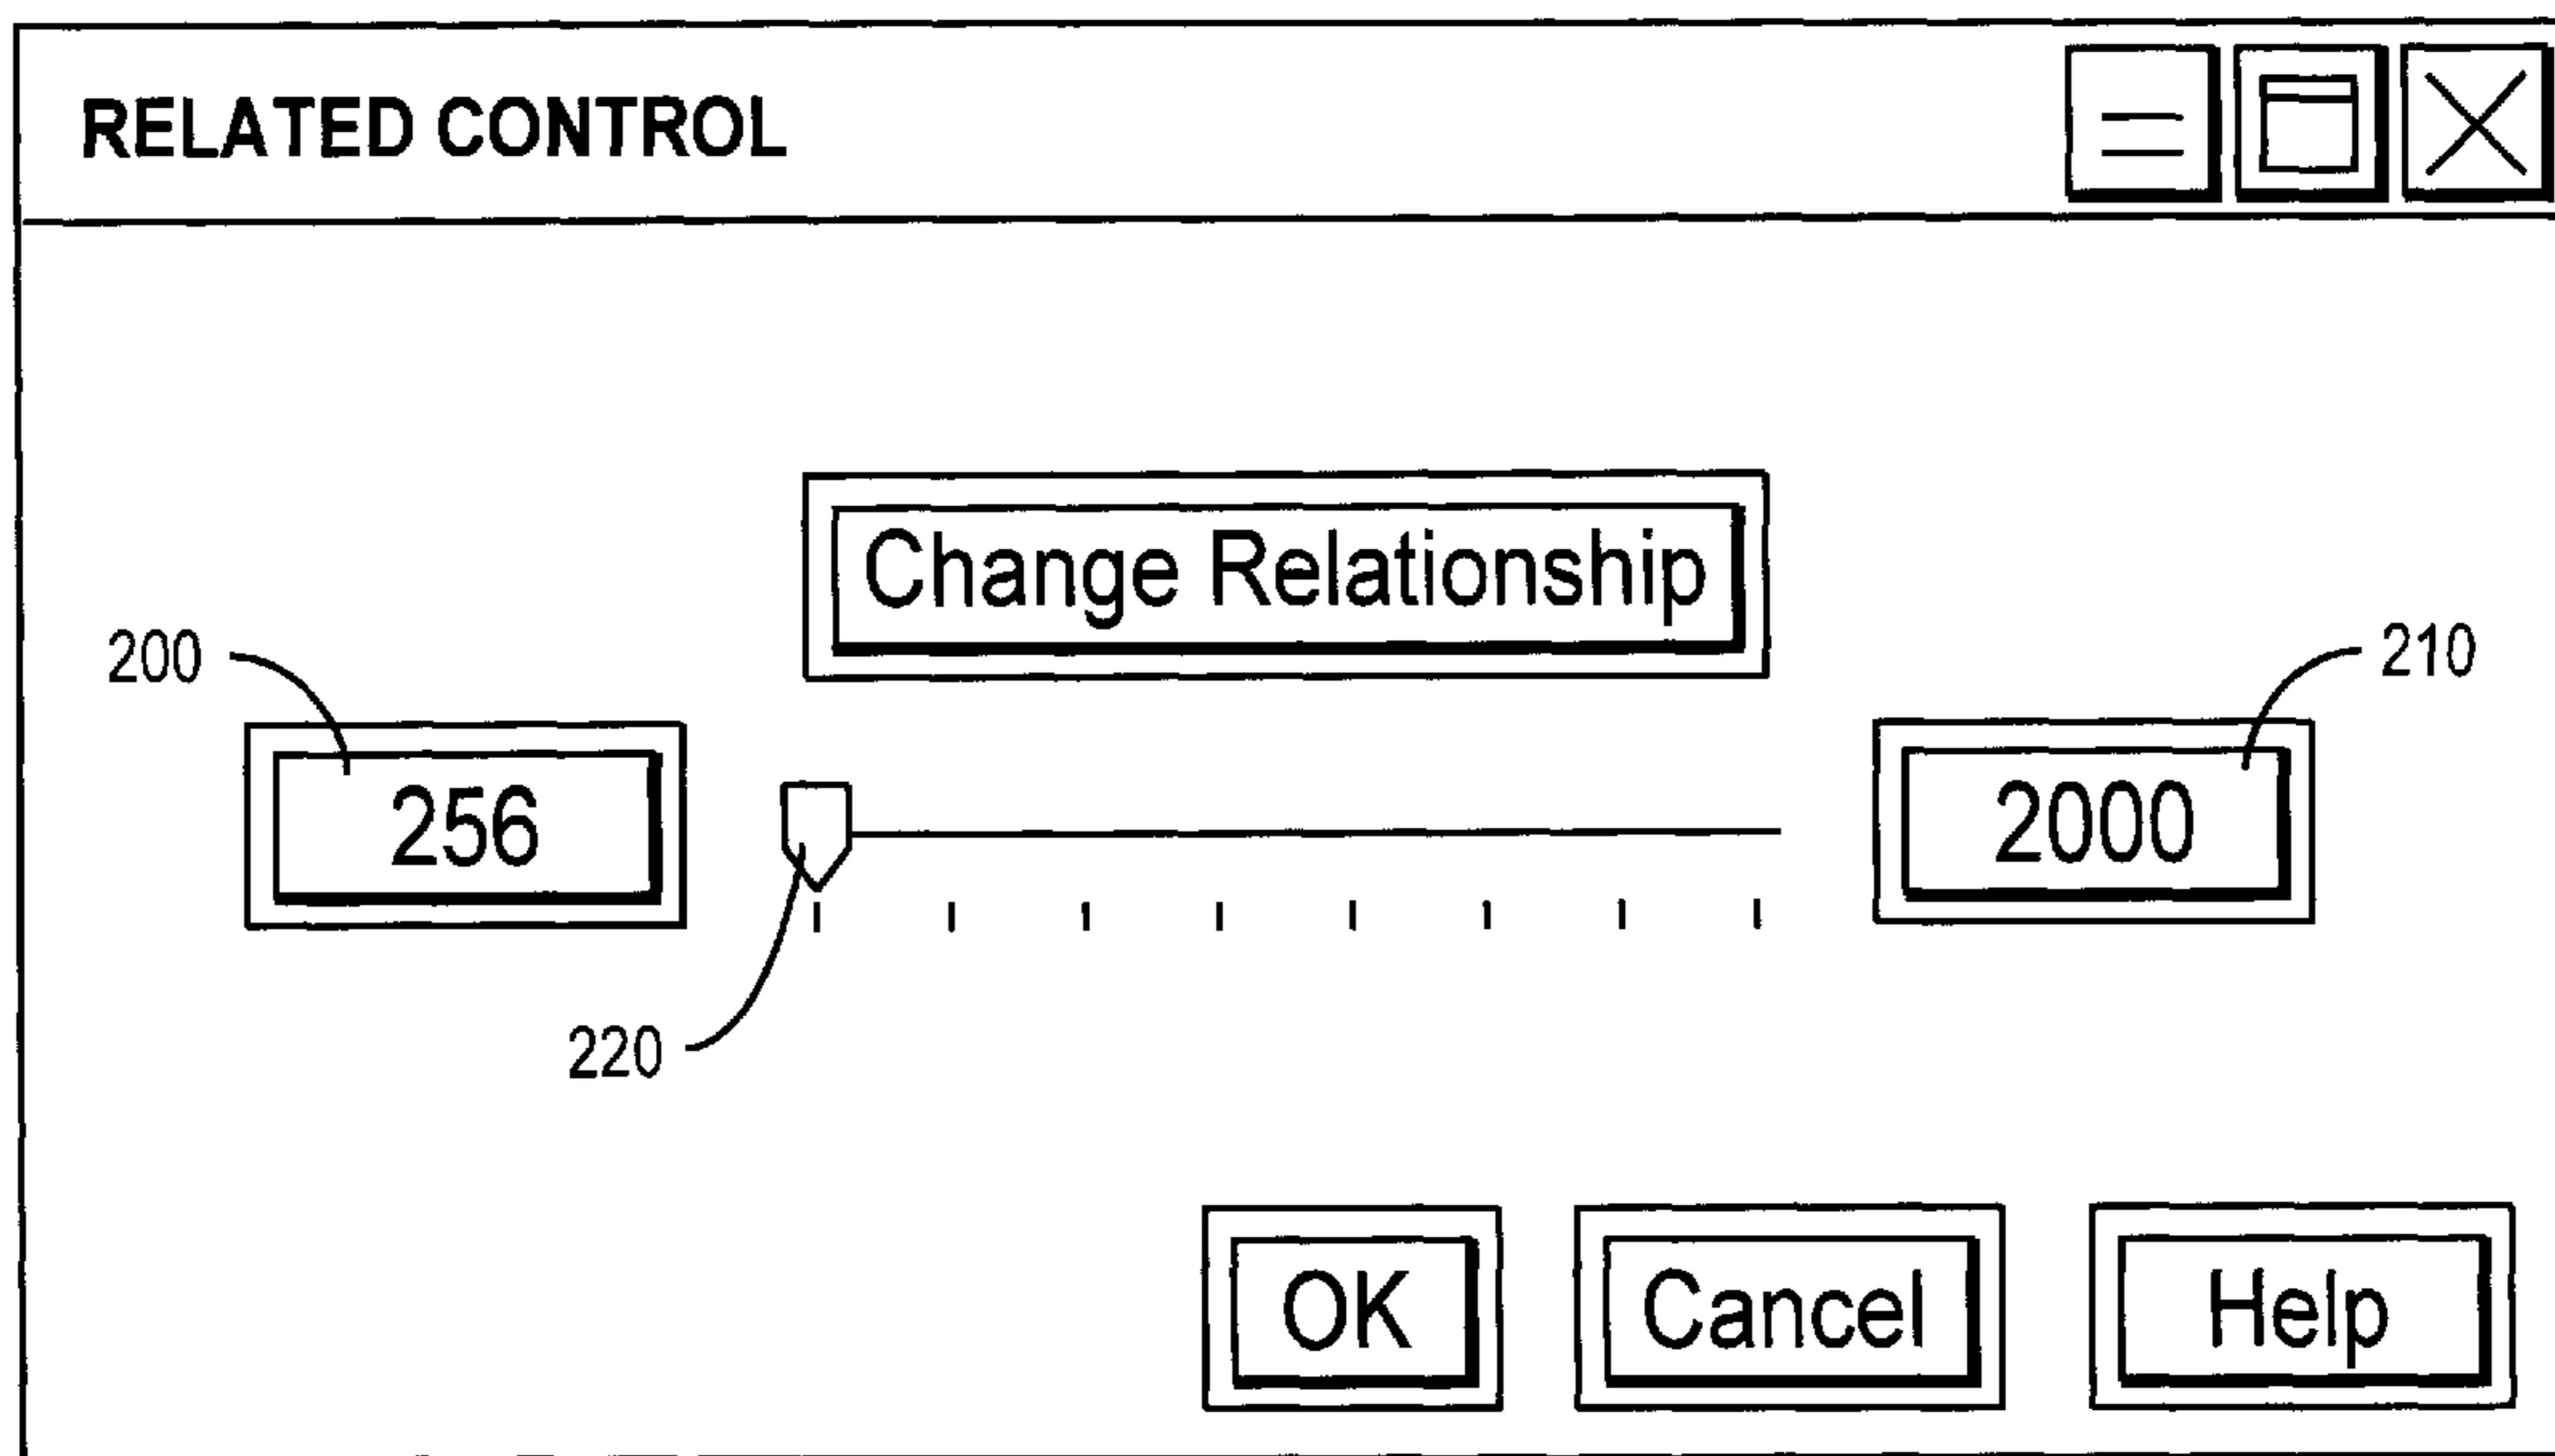 RELATED CONTROL
Change Relationship
200
210
256
2000
220
OK
Cancel
Help